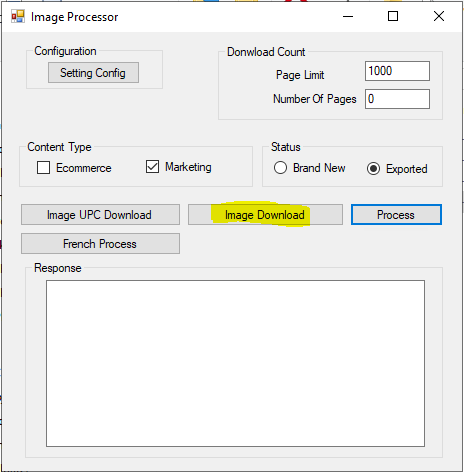 Image Processor
Configuration
Setting Config
Donwload Count
Page Limit 1000
Number Of Pages 0
Content Type
Ecommerce Marketing
Status
Brand New Exported
Image UPC Download Image Download Process
French Process
Response